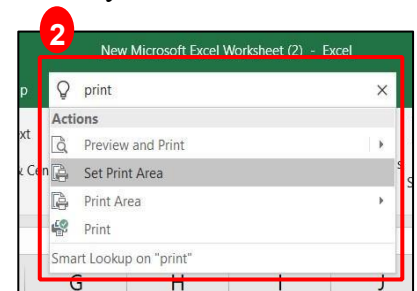 2
New Microsoft Excel Worksheet (2) - Excel
p
print
xt
Actions
Preview and Print
& Cen
Set Print Area
s
S
Print Area
Print
Smart Lookup on "print"
G H I J